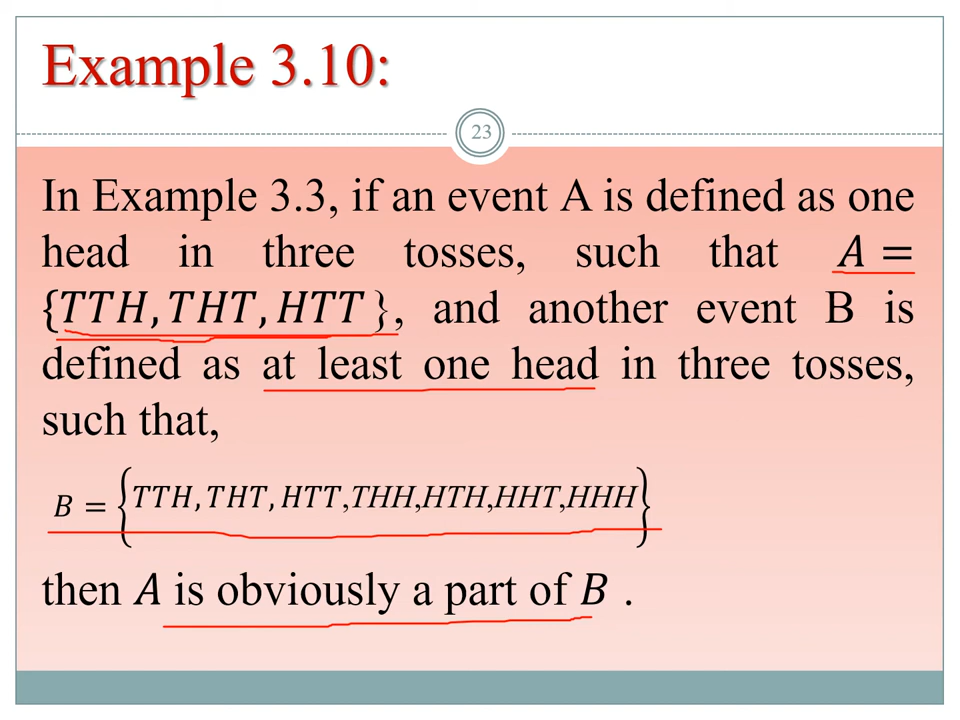 Example 3.10:
23
In Example 3.3, if an event A is defined as one
head in three tosses, such that A =
{TTH, THT, HTT }, and another event B is
defined as at least one head in three tosses,
such that,
B = {TTH, THT, HTT,THH,HTH,HHT,HHH}
then A is obviously a part of B .